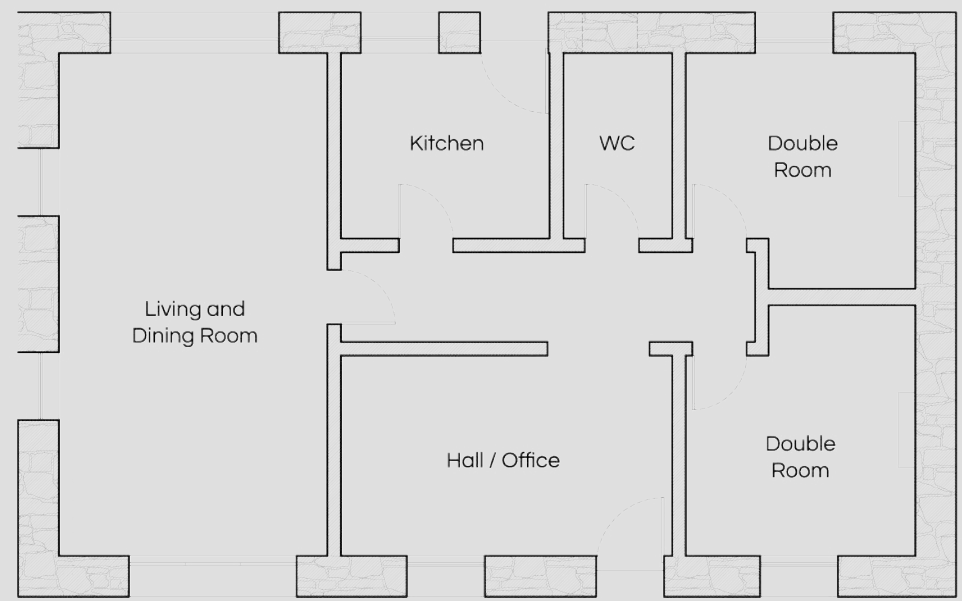 Kitchen
WC
Double
Room
Living and
Dining Room
Hall / Office
Double
Room